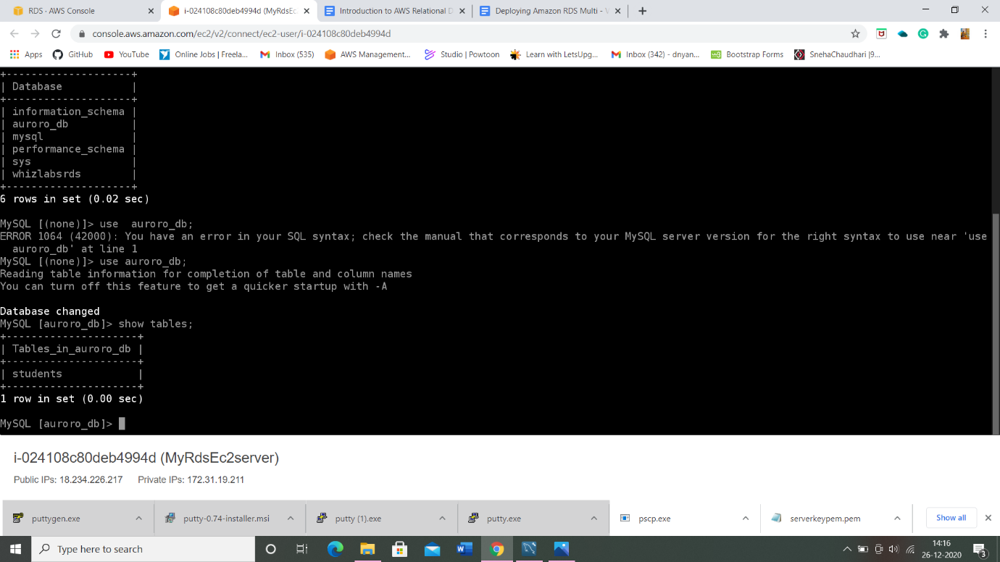 RDS · AWS Console
i-024108c80deb4994d (MyRdsEc
Introduction to AWS Relational D
Deploying Amazon RDS Multi - V
console.aws.amazon.com/ec2/v2/connect/ec2-user/i-024108c80deb4994d
Apps GitHub YouTube Online Jobs | Freela... Inbox (535) AWS Management... Studio | Powtoon Learn with LetsUpg... Inbox (342) - dnyan... Bootstrap Forms SnehaChaudhari |9...
+--------------------+
| Database           |
+--------------------+
| information_schema |
| auroro_db          |
| mysql              |
| performance_schema |
| sys                |
| whizlabsrds        |
+--------------------+
6 rows in set (0.02 sec)
MySQL [(none)]> use  auroro_db;
ERROR 1064 (42000): You have an error in your SQL syntax; check the manual that corresponds to your MySQL server version for the right syntax to use near 'use
  auroro_db' at line 1
MySQL [(none)]> use auroro_db;
Reading table information for completion of table and column names
You can turn off this feature to get a quicker startup with -A
Database changed
MySQL [auroro_db]> show tables;
+---------------------+
| Tables_in_auroro_db |
+---------------------+
| students            |
+---------------------+
1 row in set (0.00 sec)
MySQL [auroro_db]>
i-024108c80deb4994d (MyRdsEc2server)
Public IPs: 18.234.226.217 Private IPs: 172.31.19.211
puttygen.exe putty-0.74-installer.msi putty (1).exe putty.exe pscp.exe serverkeypem.pem Show all
Type here to search
14:16
26-12-2020
3